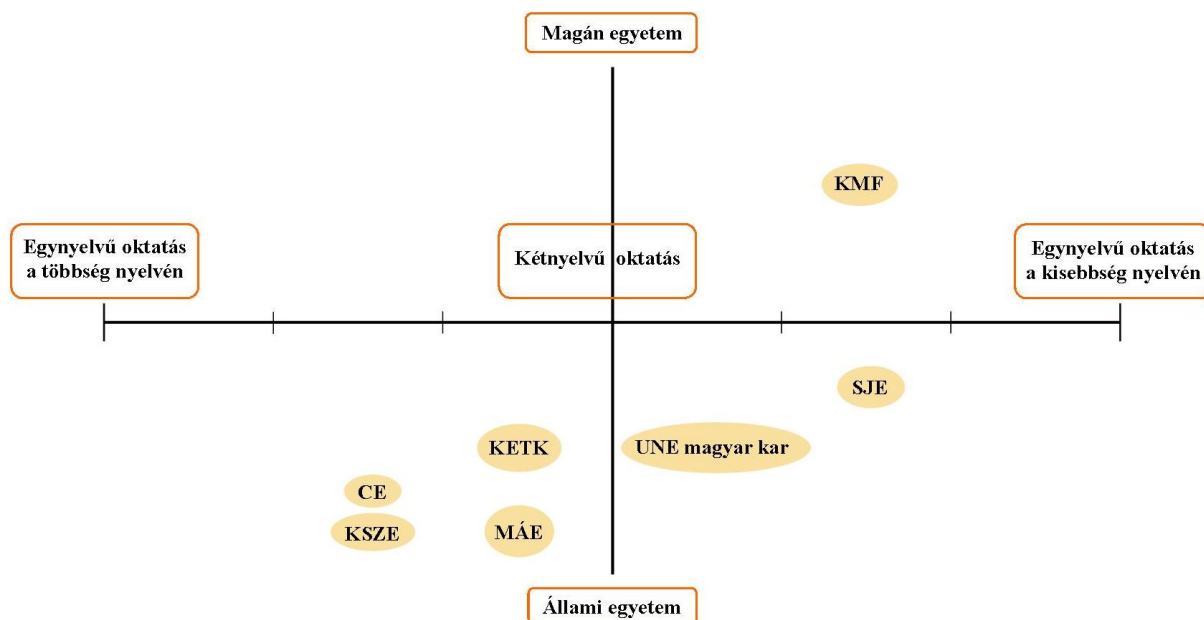 Magán egyetem
KMF
Egynyelvű oktatás
a többség nyelvén
Kétnyelvű oktatás
Egynyelvű oktatás
a kisebbség nyelvén
SJE
KETK
UNE magyar kar
CE
KSZE
MÁE
Állami egyetem